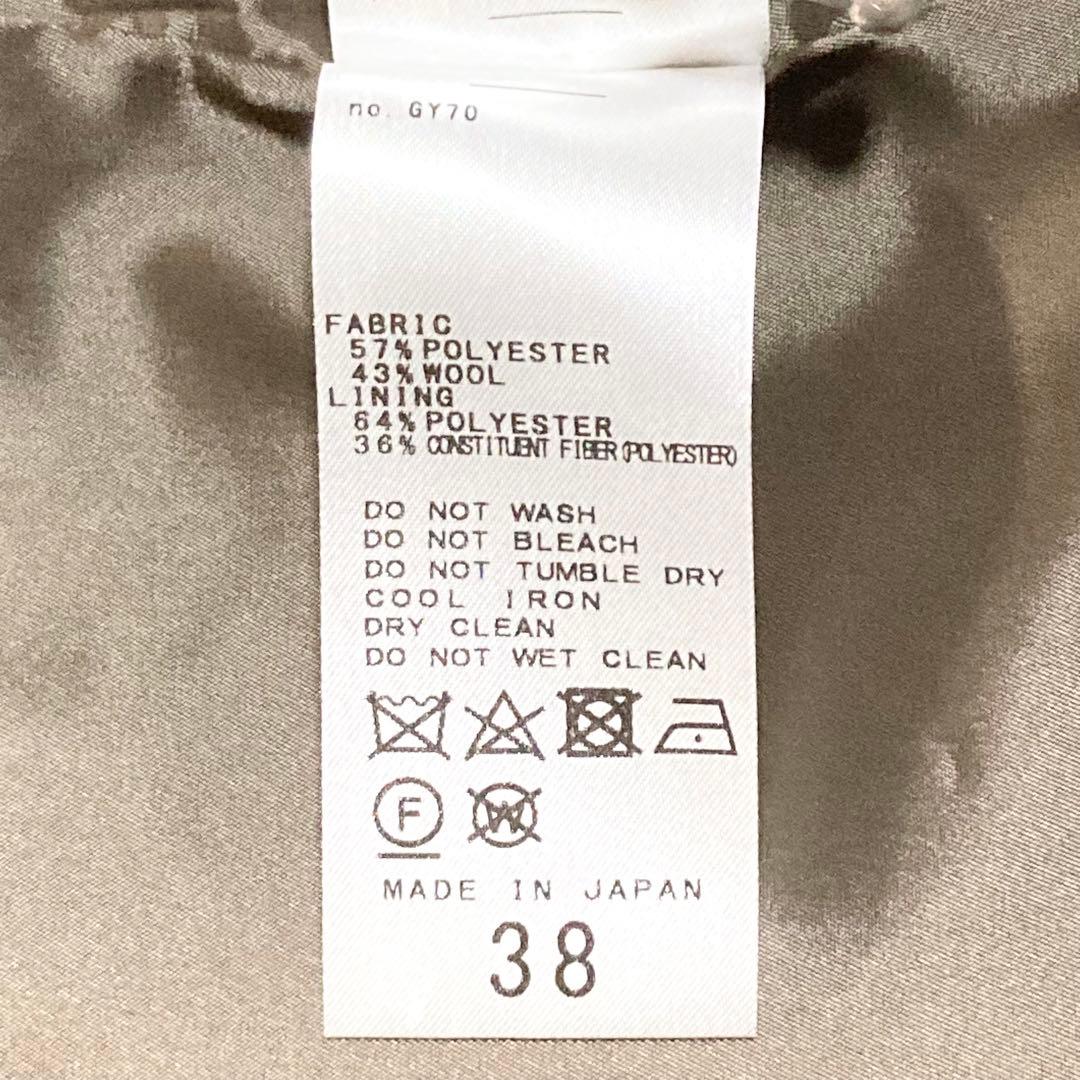 no. GY70
FABRIC
57% POLYESTER
43% WOOL
LINING
64% POLYESTER
36% CONSTITUENT FIBER (POLYESTER)
DO NOT WASH
DO NOT BLEACH
DO NOT TUMBLE DRY
COOL IRON
DRY CLEAN
DO NOT WET CLEAN
F W
MADE IN JAPAN
38